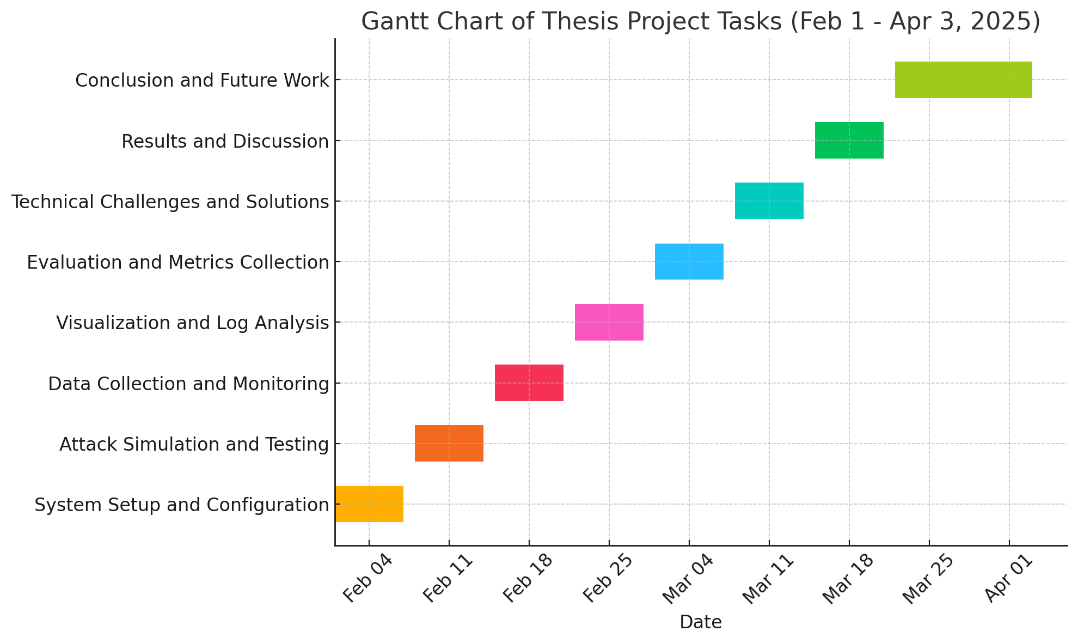 Gantt Chart of Thesis Project Tasks (Feb 1 - Apr 3, 2025)
Conclusion and Future Work
Results and Discussion
Technical Challenges and Solutions
Evaluation and Metrics Collection
Visualization and Log Analysis
Data Collection and Monitoring
Attack Simulation and Testing
System Setup and Configuration
Feb 04
Feb 11
Feb 18
Feb 25
Mar 04
Mar 11
Mar 18
Mar 25
Apr 01
Date